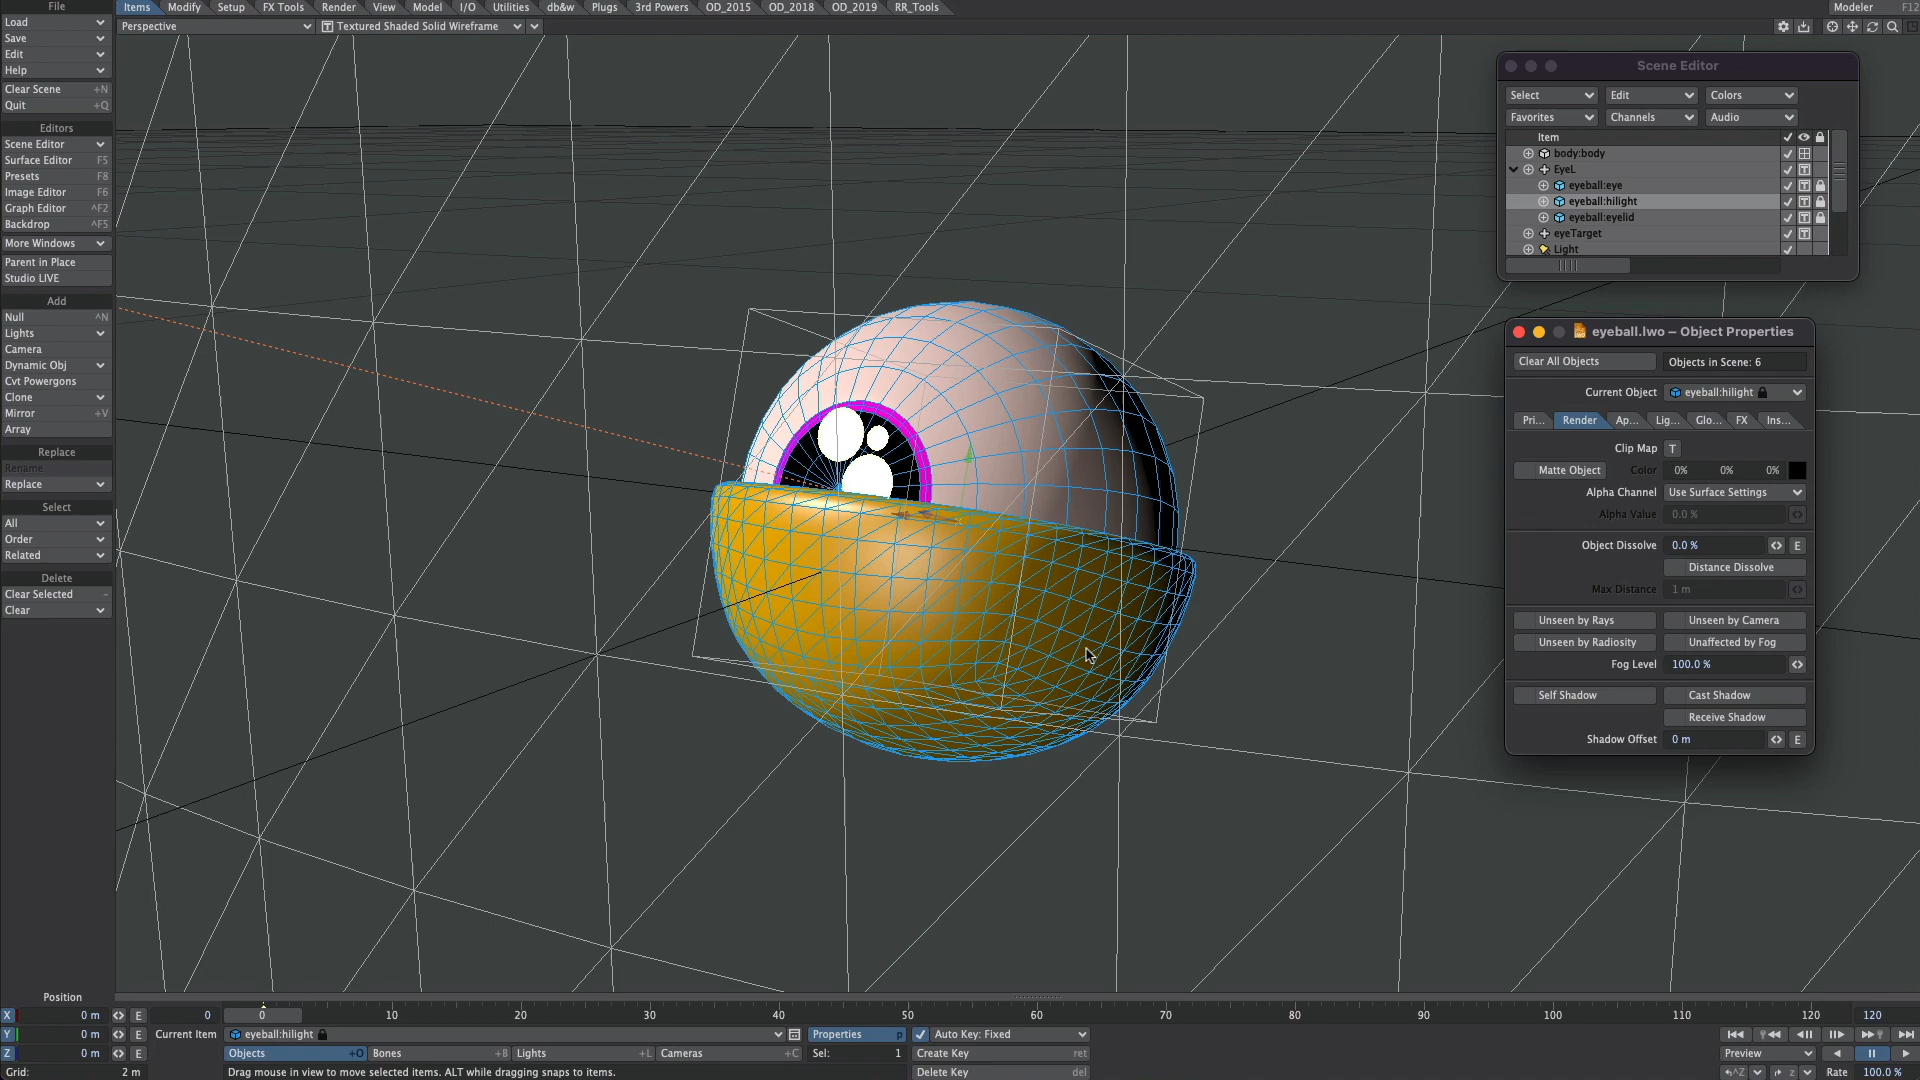 File
Load
Save
Edit
Help
Clear Scene +N
Quit +Q
Editors
Scene Editor
Surface Editor F5
Presets F8
Image Editor F6
Graph Editor ^F2
Backdrop ^F5
More Windows
Parent in Place
Studio LIVE
Add
Null ^N
Lights
Camera
Dynamic Obj
Cvt Powergons
Clone
Mirror +V
Array
Replace
Rename
Replace
Select
All
Order
Related
Delete
Clear Selected -
Clear
Items Modify Setup FX Tools Render View Model I/O Utilities db&w Plugs 3rd Powers OD_2015 OD_2018 OD_2019 RR_Tools Modeler F12
Perspective T Textured Shaded Solid Wireframe
Scene Editor
Select Edit Colors
Favorites Channels Audio
Item
body:body
EyeL T
eyeball:eye T
eyeball:hilight T
eyeball:eyelid T
eyeTarget T
Light
eyeball.lwo – Object Properties
Clear All Objects Objects in Scene: 6
Current Object eyeball:hilight
Pri... Render Ap... Lig... Glo... FX Ins...
Clip Map T
Matte Object Color 0% 0% 0%
Alpha Channel Use Surface Settings
Alpha Value 0.0 %
Object Dissolve 0.0 % E
Distance Dissolve
Max Distance 1 m
Unseen by Rays Unseen by Camera
Unseen by Radiosity Unaffected by Fog
Fog Level 100.0 %
Self Shadow Cast Shadow
Receive Shadow
Shadow Offset 0 m E
Position
X 0 m E 0 0 10 20 30 40 50 60 70 80 90 100 110 120 120
Y 0 m E Current Item eyeball:hilight Properties p Auto Key: Fixed
Z 0 m E Objects +O Bones +B Lights +L Cameras +C Sel: 1 Create Key ret Preview
Grid: 2 m Drag mouse in view to move selected items. ALT while dragging snaps to items. Delete Key del ^Z z Rate 100.0 %